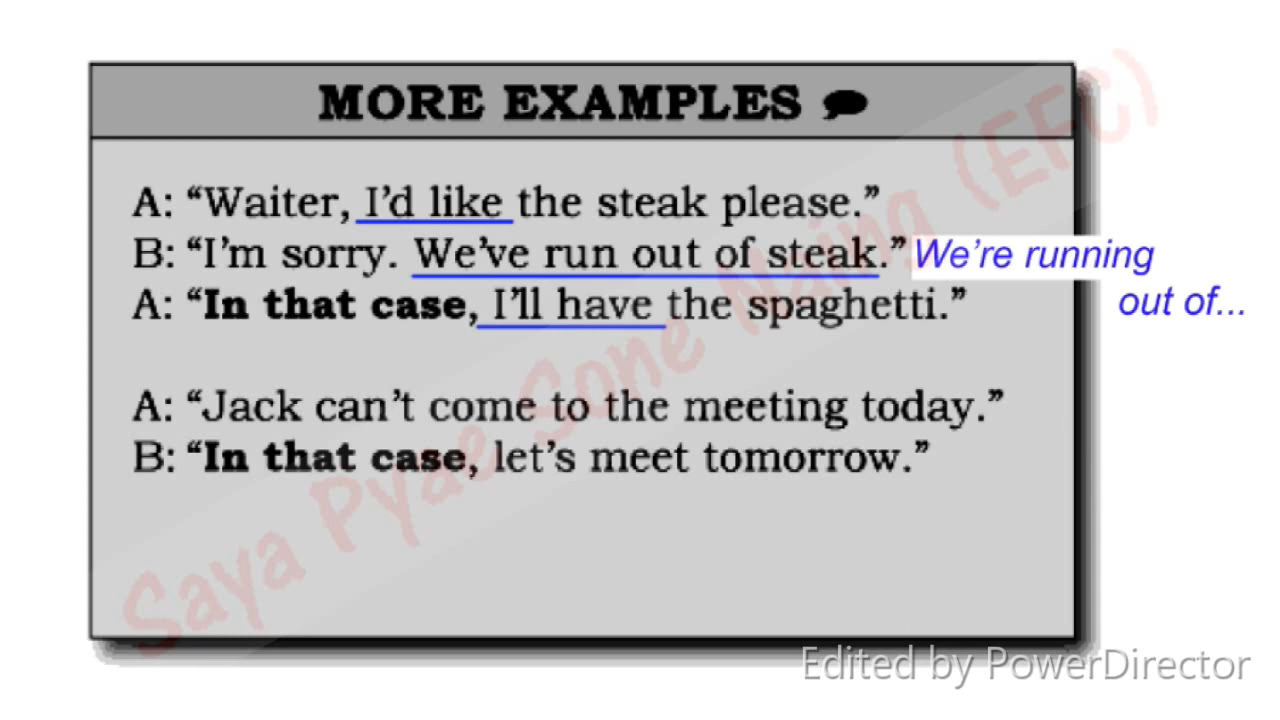 MORE EXAMPLES
A: “Waiter, I’d like the steak please.”
B: “I’m sorry. We’ve run out of steak.” We’re running
out of...
A: “In that case, I’ll have the spaghetti.”
A: “Jack can’t come to the meeting today.”
B: “In that case, let’s meet tomorrow.”
Saya Pyae Sone Naing (EFC)
Edited by PowerDirector